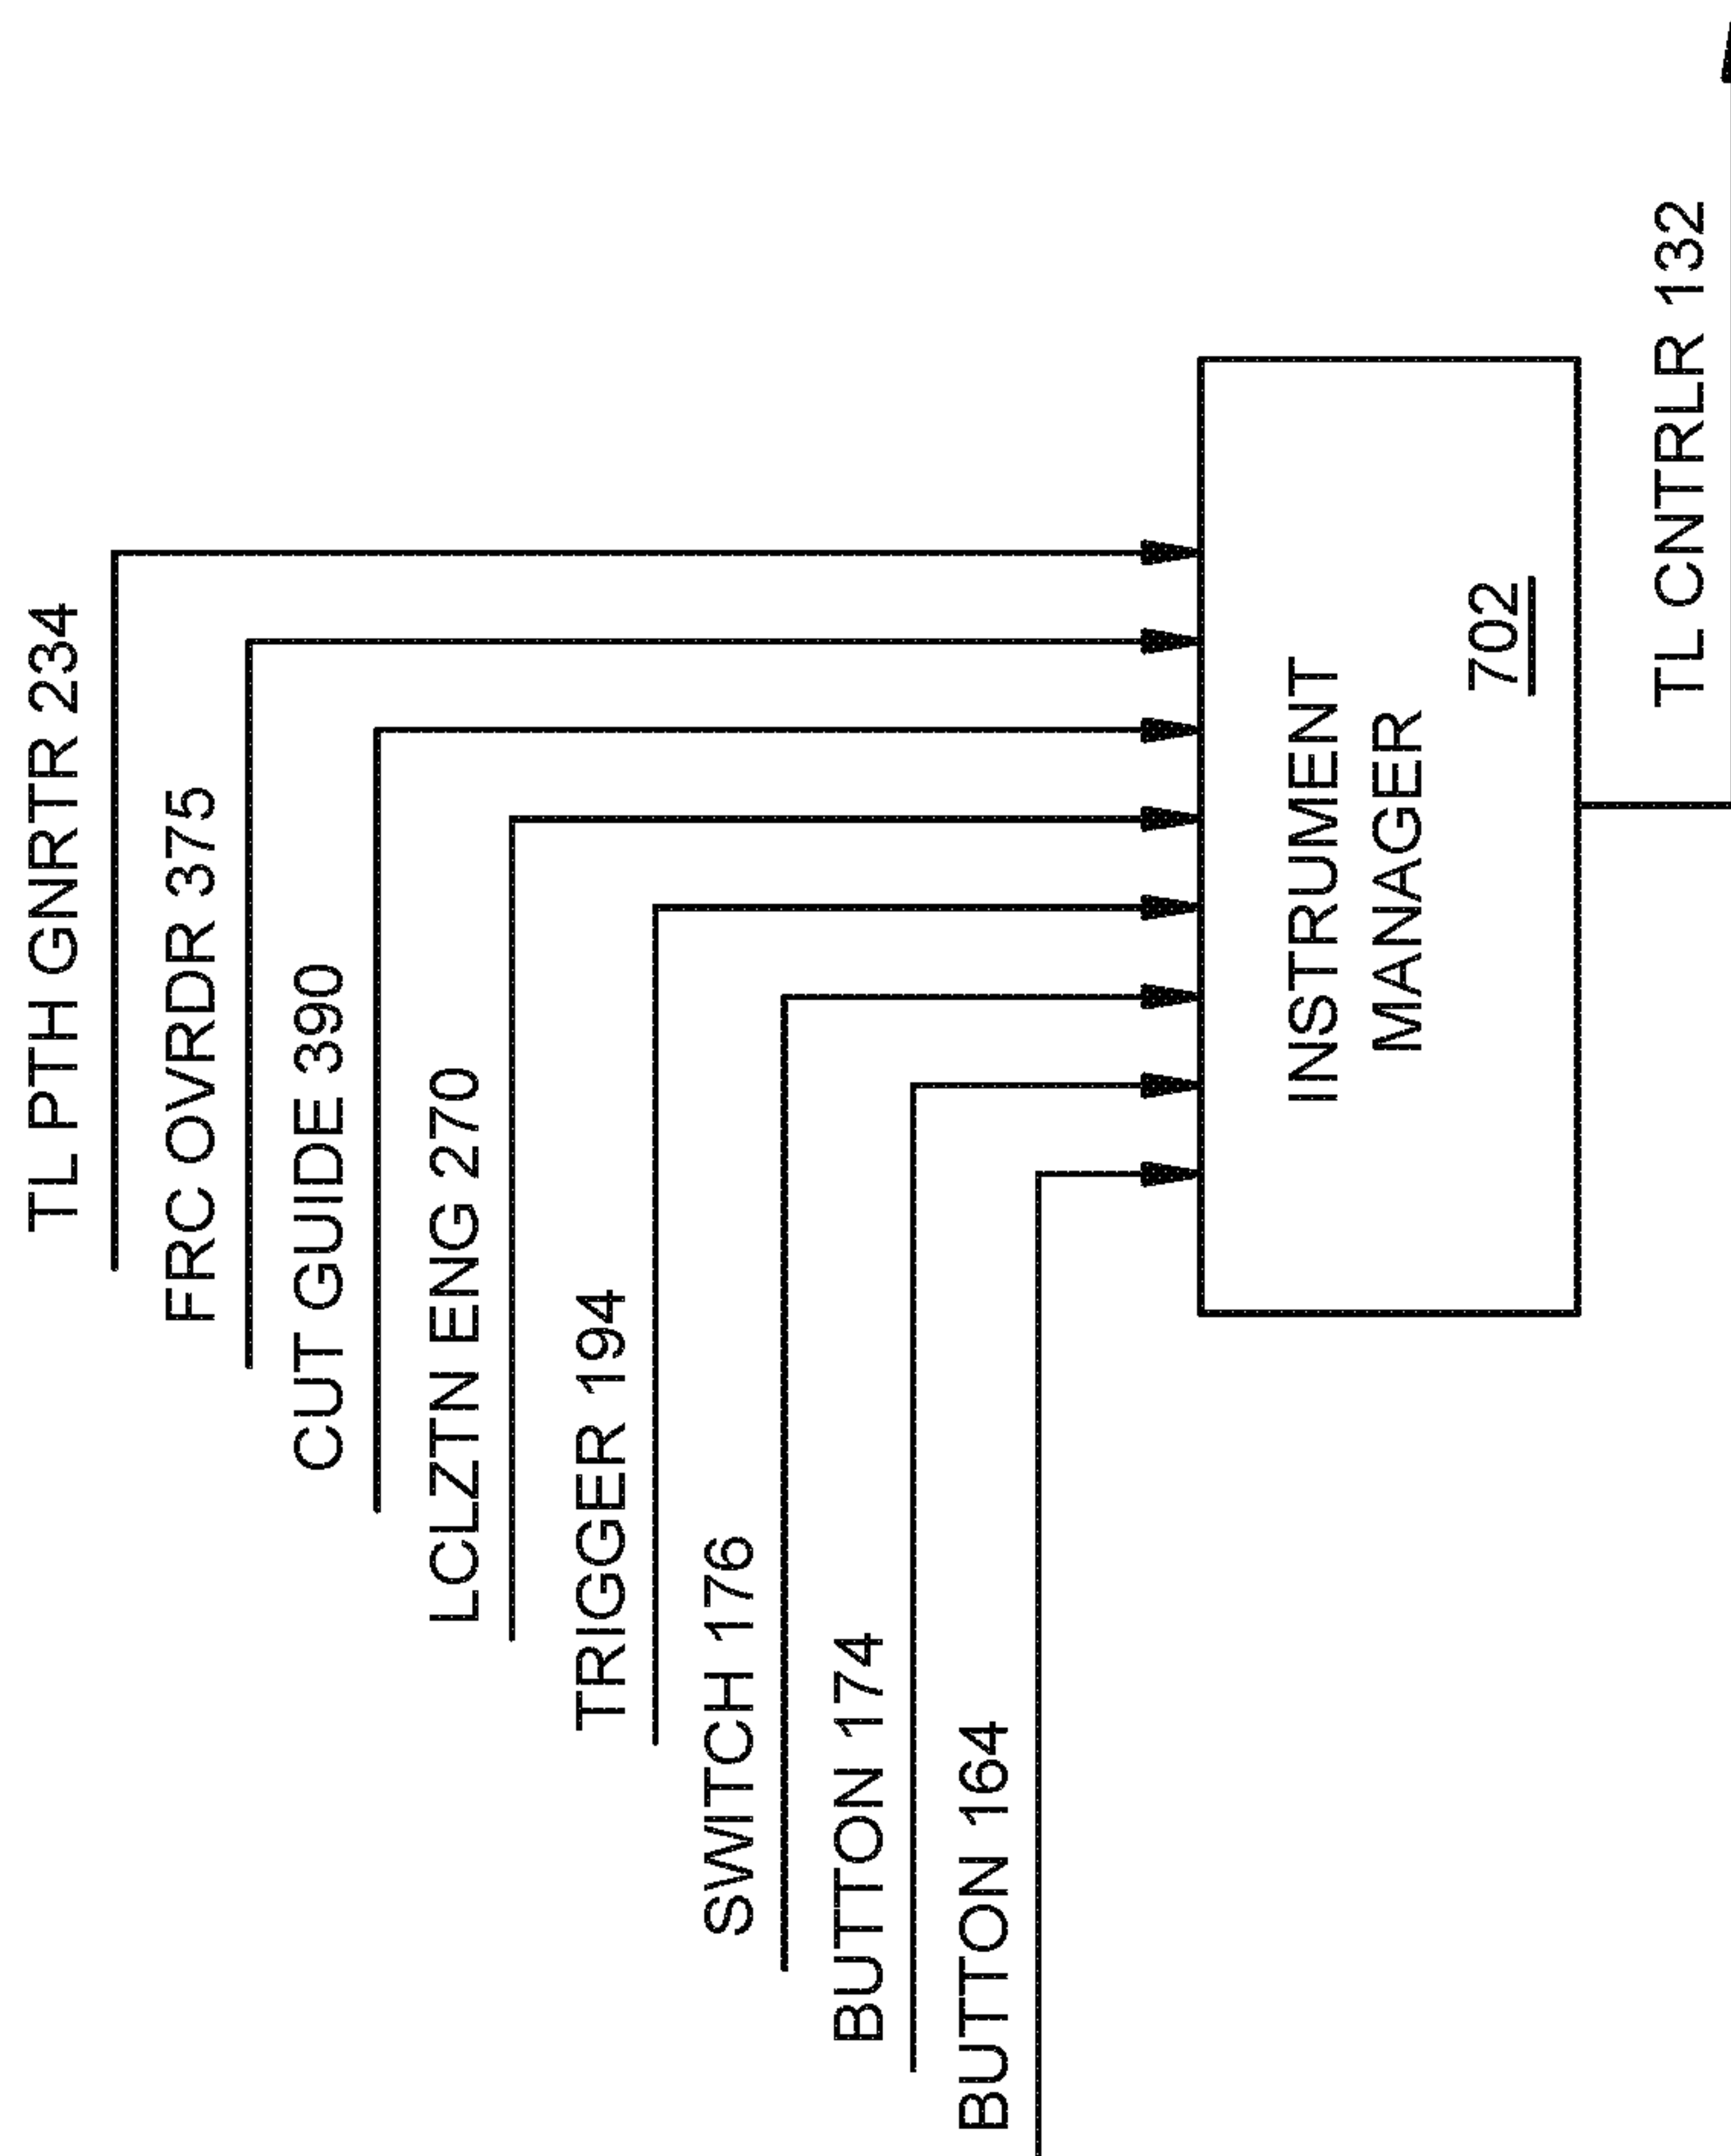 TL PTH GNRTR 234
FRC OVRDR 375
CUT GUIDE 390
LCLZTN ENG 270
TRIGGER 194
SWITCH 176
BUTTON 174
BUTTON 164
INSTRUMENT
MANAGER
702
TL CNTRLR 132